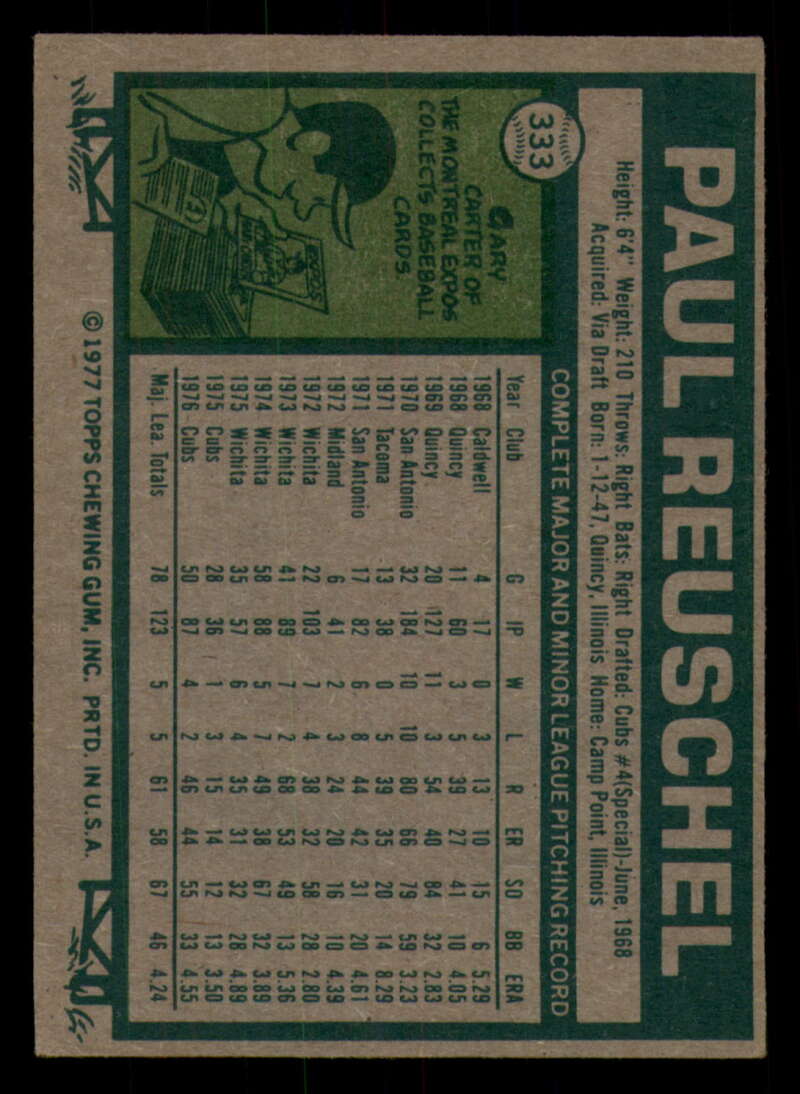 333
PAUL REUSCHEL
Height: 6'4" Weight: 210 Throws: Right Bats: Right Drafted: Cubs #4(Special)-June, 1968
Acquired: Via Draft Born: 1-12-47, Quincy, Illinois Home: Camp Point, Illinois
GARY
CARTER OF
THE MONTREAL EXPOS
COLLECTS BASEBALL
CARDS
COMPLETE MAJOR AND MINOR LEAGUE PITCHING RECORD
Year Club G IP W L R ER SO BB ERA
1968 Caldwell 4 17 0 3 13 10 15 6 5.29
1968 Quincy 11 60 3 5 39 27 41 10 4.05
1969 Quincy 20 127 11 3 54 40 84 32 2.83
1970 San Antonio 32 184 10 10 80 66 79 59 3.23
1971 Tacoma 13 38 0 5 39 35 20 14 8.29
1971 San Antonio 17 82 6 8 44 42 31 20 4.61
1972 Midland 6 41 2 3 24 20 16 10 4.39
1972 Wichita 22 103 7 4 38 32 58 28 2.80
1973 Wichita 41 89 7 2 68 53 49 13 5.36
1974 Wichita 58 88 5 7 49 38 67 32 3.89
1975 Wichita 35 57 6 4 35 31 32 28 4.89
1975 Cubs 28 36 1 3 15 14 12 13 3.50
1976 Cubs 50 87 4 2 46 44 55 33 4.55
Maj. Lea. Totals 78 123 5 5 61 58 67 46 4.24
© 1977 TOPPS CHEWING GUM, INC. PRTD. IN U.S.A.